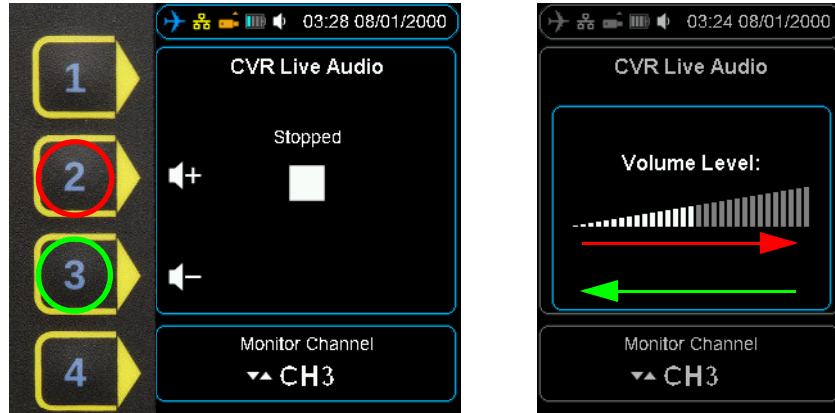 03:28 08/01/2000
CVR Live Audio
1
Stopped
2
+
3
-
Monitor Channel
4
CH3
03:24 08/01/2000
CVR Live Audio
Volume Level:
Monitor Channel
CH3